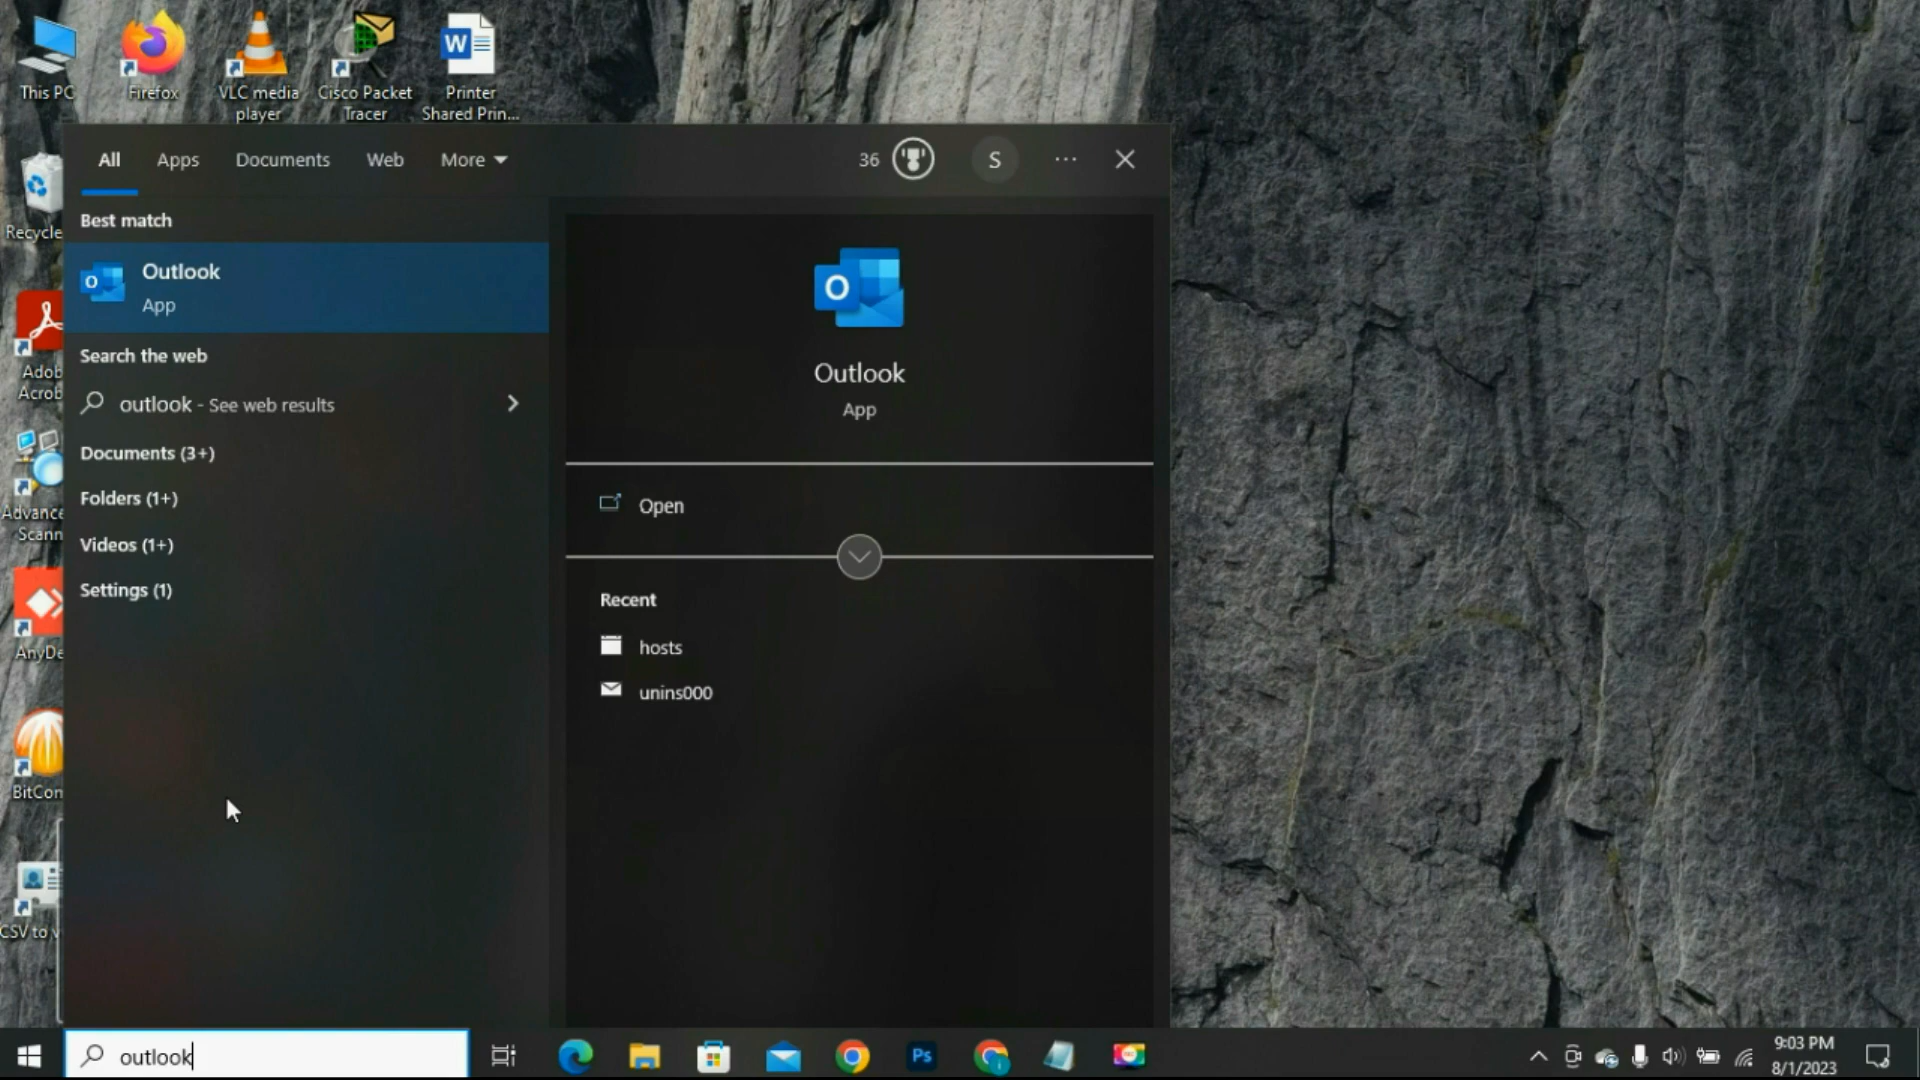 This PC
Firefox
VLC media
player
Cisco Packet
Tracer
Printer
Shared Prin...
W
All
Apps
Documents
Web
More
36
S
Best match
Outlook
App
Search the web
outlook - See web results
Documents (3+)
Folders (1+)
Videos (1+)
Settings (1)
O
Outlook
App
Open
Recent
hosts
unins000
Recycle
Adob
Acrob
Advance
Scann
AnyDe
BitCom
CSV to v
outlook
Ps
9:03 PM
8/1/2023